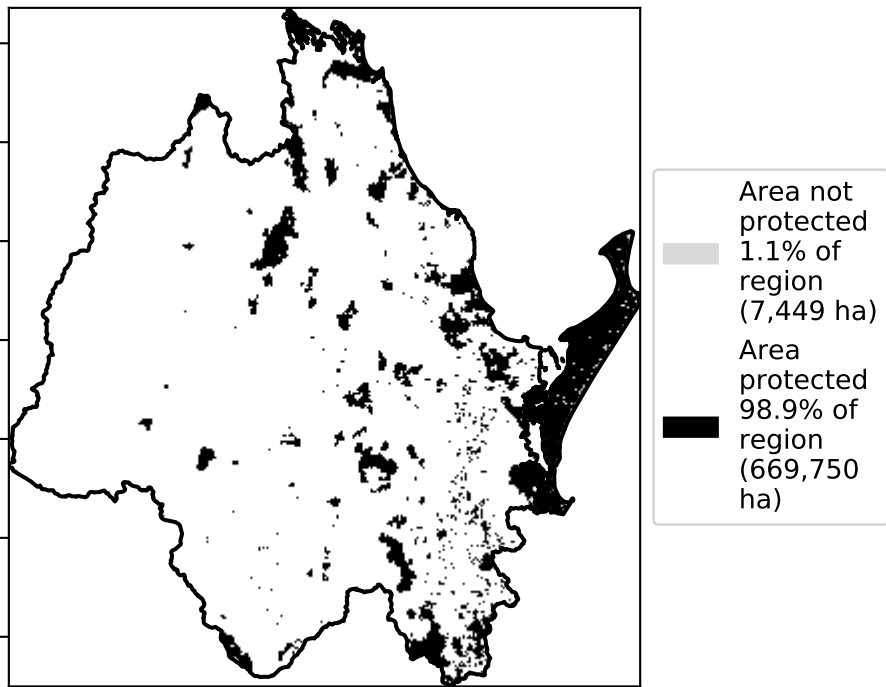 Area not
protected
1.1% of
region
(7,449 ha)
Area
protected
98.9% of
region
(669,750
ha)